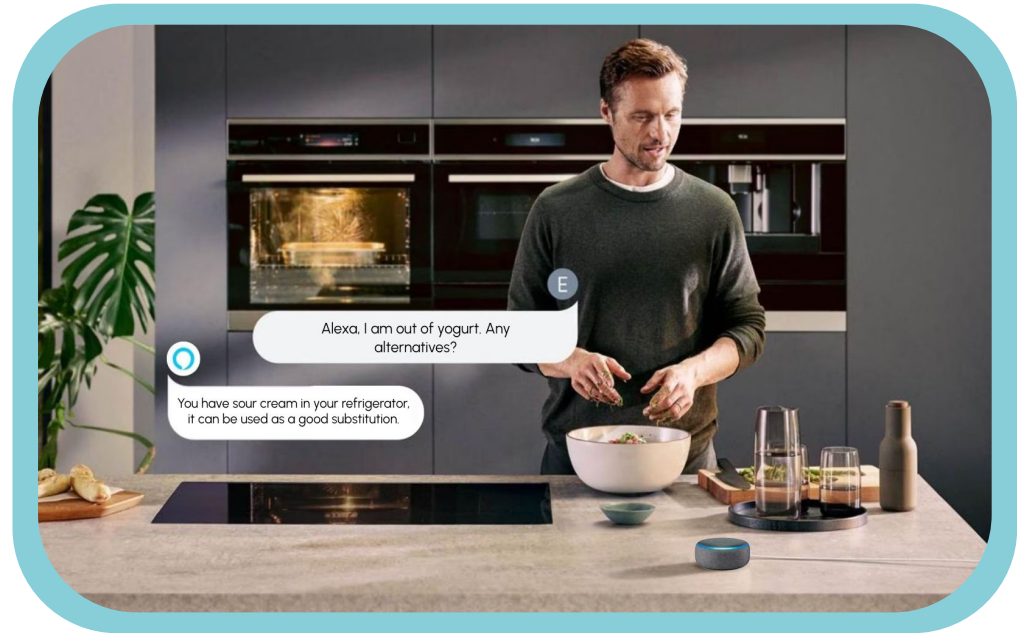 E
Alexa, I am out of yogurt. Any
alternatives?
You have sour cream in your refrigerator,
it can be used as a good substitution.